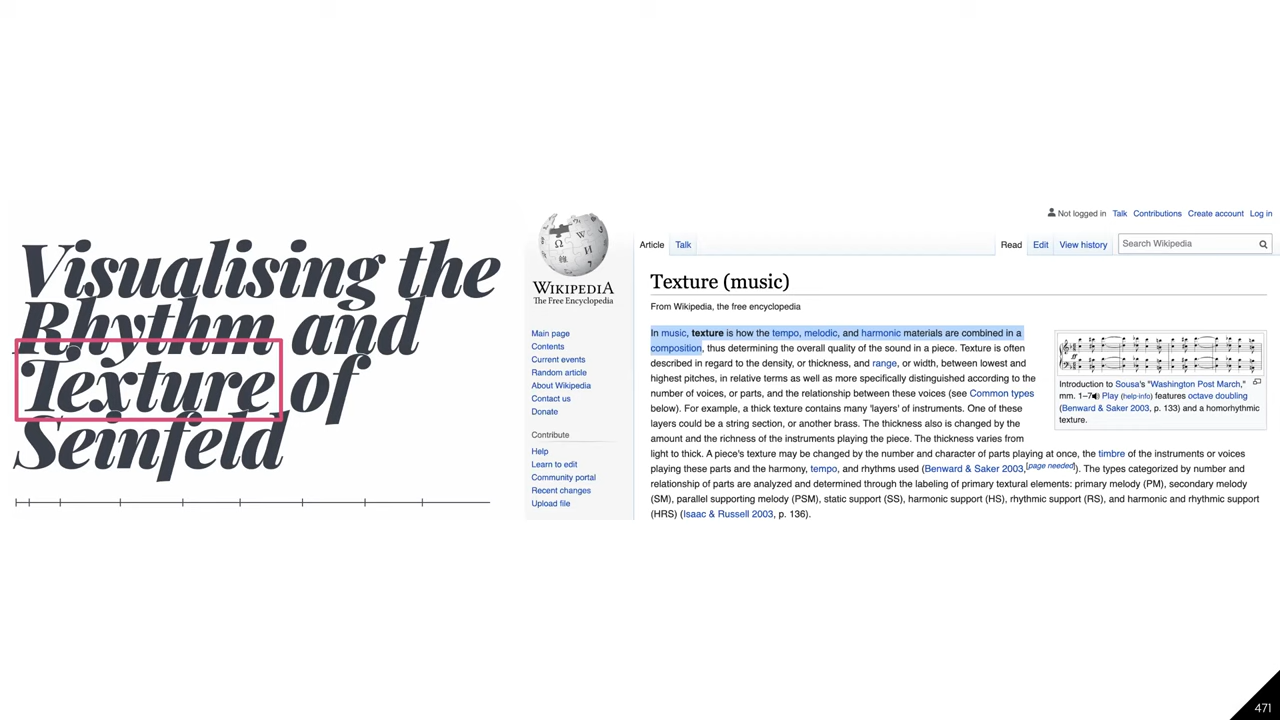 Visualising the
Rhythm and
Texture of
Seinfeld
WIKIPEDIA
The Free Encyclopedia
Main page
Contents
Current events
Random article
About Wikipedia
Contact us
Donate
Contribute
Help
Learn to edit
Community portal
Recent changes
Upload file
Not logged in Talk Contributions Create account Log in
Article Talk Read Edit View history Search Wikipedia
Texture (music)
From Wikipedia, the free encyclopedia
In music, texture is how the tempo, melodic, and harmonic materials are combined in a
composition, thus determining the overall quality of the sound in a piece. Texture is often
described in regard to the density, or thickness, and range, or width, between lowest and
highest pitches, in relative terms as well as more specifically distinguished according to the
number of voices, or parts, and the relationship between these voices (see Common types
below). For example, a thick texture contains many 'layers' of instruments. One of these
layers could be a string section, or another brass. The thickness also is changed by the
amount and the richness of the instruments playing the piece. The thickness varies from
light to thick. A piece's texture may be changed by the number and character of parts playing at once, the timbre of the instruments or voices
playing these parts and the harmony, tempo, and rhythms used (Benward & Saker 2003,[page needed]). The types categorized by number and
relationship of parts are analyzed and determined through the labeling of primary textural elements: primary melody (PM), secondary melody
(SM), parallel supporting melody (PSM), static support (SS), harmonic support (HS), rhythmic support (RS), and harmonic and rhythmic support
(HRS) (Isaac & Russell 2003, p. 136).
Introduction to Sousa's "Washington Post March,"
mm. 1–7 Play (help·info) features octave doubling
(Benward & Saker 2003, p. 133) and a homorhythmic
texture.
471